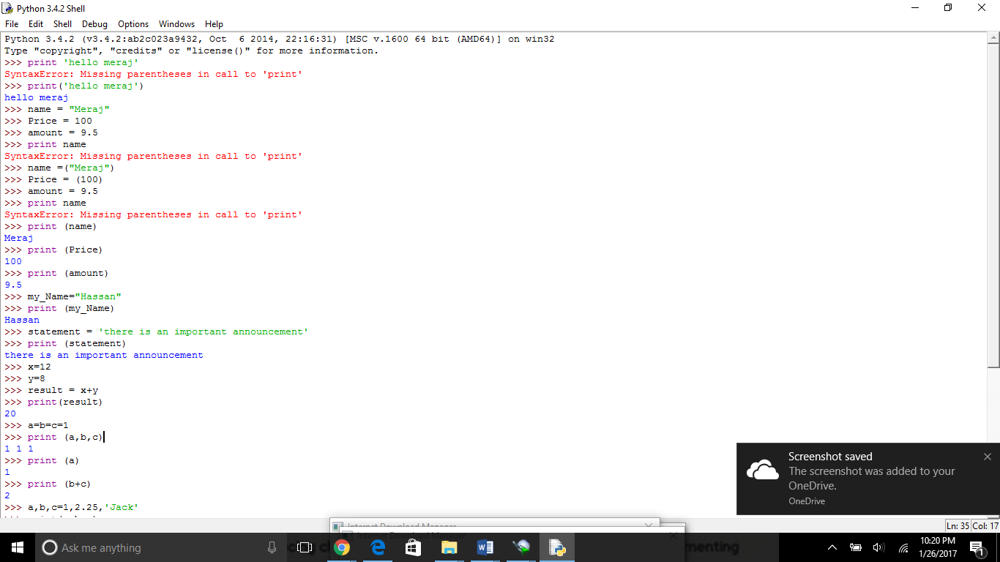 Python 3.4.2 Shell
File Edit Shell Debug Options Windows Help
Python 3.4.2 (v3.4.2:ab2c023a9432, Oct  6 2014, 22:16:31) [MSC v.1600 64 bit (AMD64)] on win32
Type "copyright", "credits" or "license()" for more information.
>>> print 'hello meraj'
SyntaxError: Missing parentheses in call to 'print'
>>> print('hello meraj')
hello meraj
>>> name = "Meraj"
>>> Price = 100
>>> amount = 9.5
>>> print name
SyntaxError: Missing parentheses in call to 'print'
>>> name =("Meraj")
>>> Price = (100)
>>> amount = 9.5
>>> print name
SyntaxError: Missing parentheses in call to 'print'
>>> print (name)
Meraj
>>> print (Price)
100
>>> print (amount)
9.5
>>> my_Name="Hassan"
>>> print (my_Name)
Hassan
>>> statement = 'there is an important announcement'
>>> print (statement)
there is an important announcement
>>> x=12
>>> y=8
>>> result = x+y
>>> print(result)
20
>>> a=b=c=1
>>> print (a,b,c)
1 1 1
>>> print (a)
1
>>> print (b+c)
2
>>> a,b,c=1,2.25,'Jack'
Screenshot saved
The screenshot was added to your
OneDrive.
OneDrive
Internet Download Manager
Internet Download Manager
Ln: 35 Col: 17
Ask me anything
menting
10:20 PM
1/26/2017
1